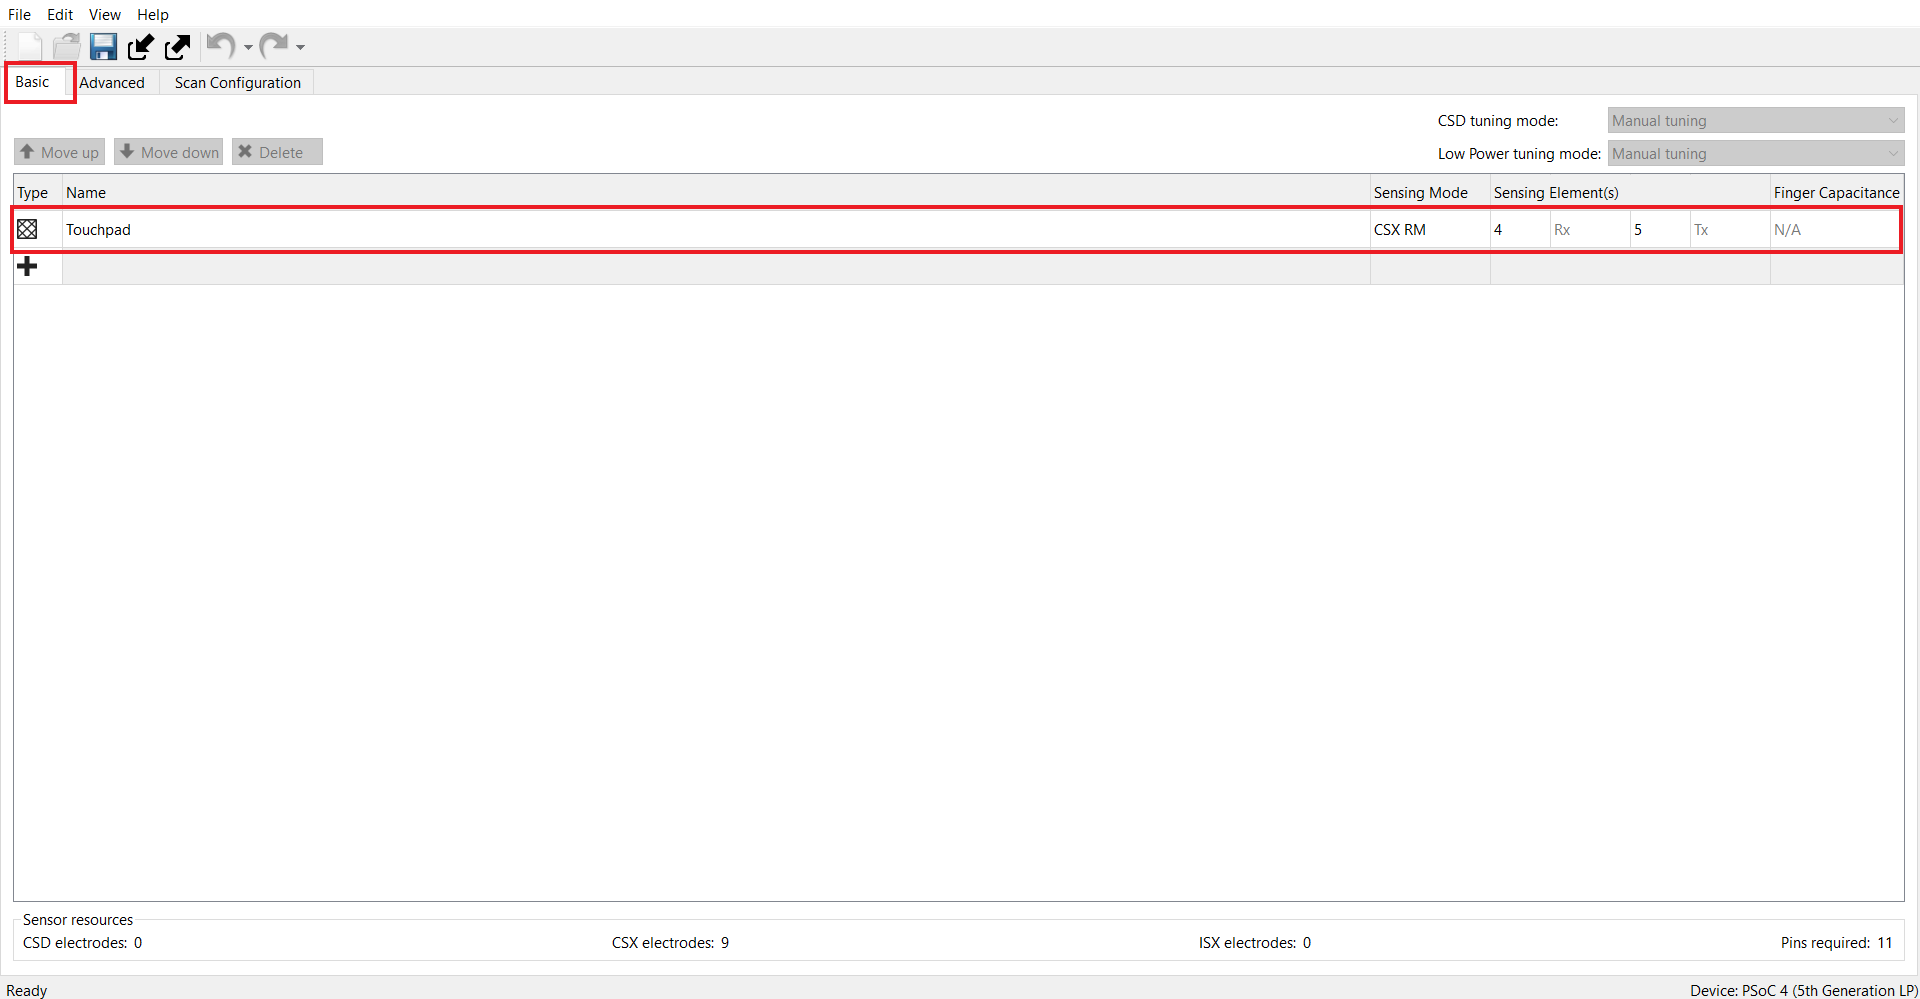 File Edit View Help
Basic Advanced Scan Configuration
CSD tuning mode: Manual tuning
Move up Move down Delete Low Power tuning mode: Manual tuning
Type Name Sensing Mode Sensing Element(s) Finger Capacitance
Touchpad CSX RM 4 Rx 5 Tx N/A
Sensor resources
CSD electrodes: 0 CSX electrodes: 9 ISX electrodes: 0 Pins required: 11
Ready Device: PSoC 4 (5th Generation LP)